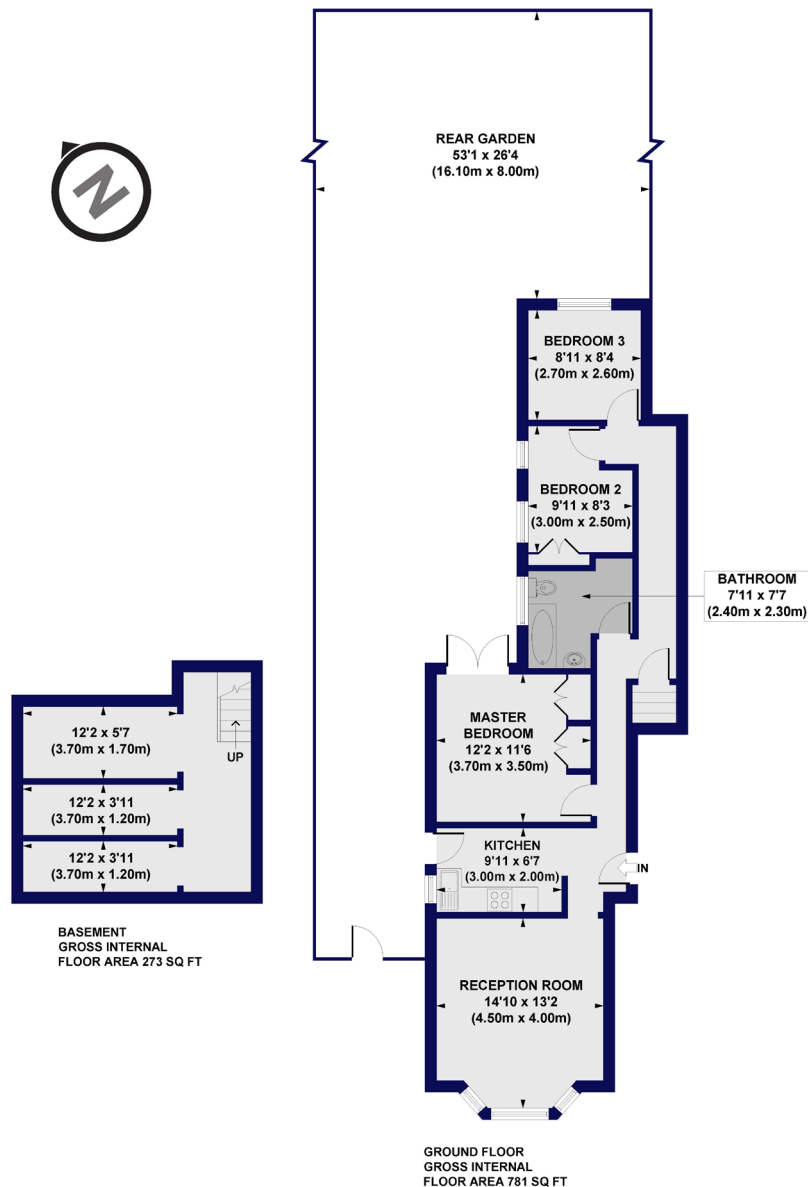 REAR GARDEN
53'1 x 26'4
(16.10m x 8.00m)
N
BEDROOM 3
8'11 x 8'4
(2.70m x 2.60m)
BEDROOM 2
9'11 x 8'3
(3.00m x 2.50m)
BATHROOM
7'11 x 7'7
(2.40m x 2.30m)
MASTER
BEDROOM
12'2 x 11'6
(3.70m x 3.50m)
12'2 x 5'7
(3.70m x 1.70m)
UP
12'2 x 3'11
(3.70m x 1.20m)
12'2 x 3'11
(3.70m x 1.20m)
BASEMENT
GROSS INTERNAL
FLOOR AREA 273 SQ FT
KITCHEN
9'11 x 6'7
(3.00m x 2.00m)
IN
RECEPTION ROOM
14'10 x 13'2
(4.50m x 4.00m)
GROUND FLOOR
GROSS INTERNAL
FLOOR AREA 781 SQ FT